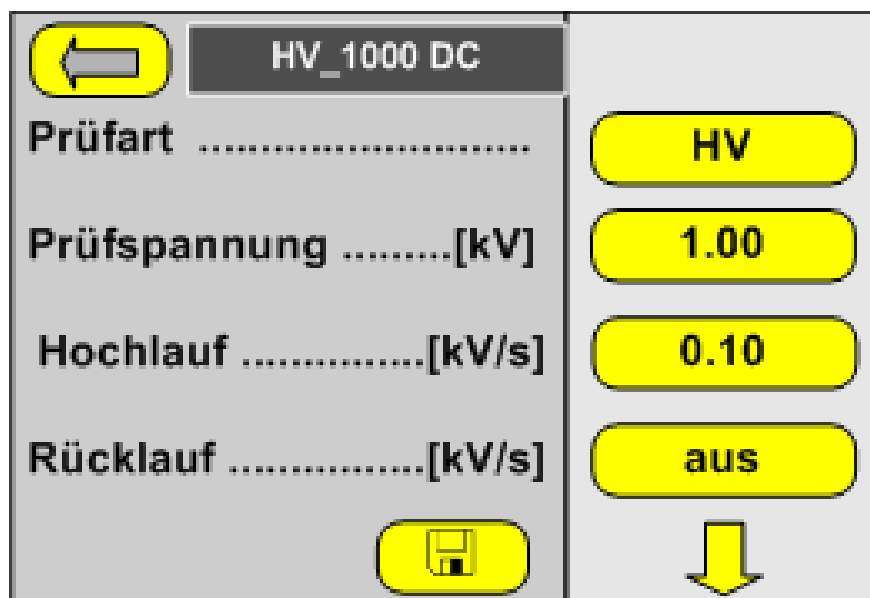 HV_1000 DC
Prüfart ........................... HV
Prüfspannung .........[kV] 1.00
Hochlauf ...............[kV/s] 0.10
Rücklauf ................[kV/s] aus